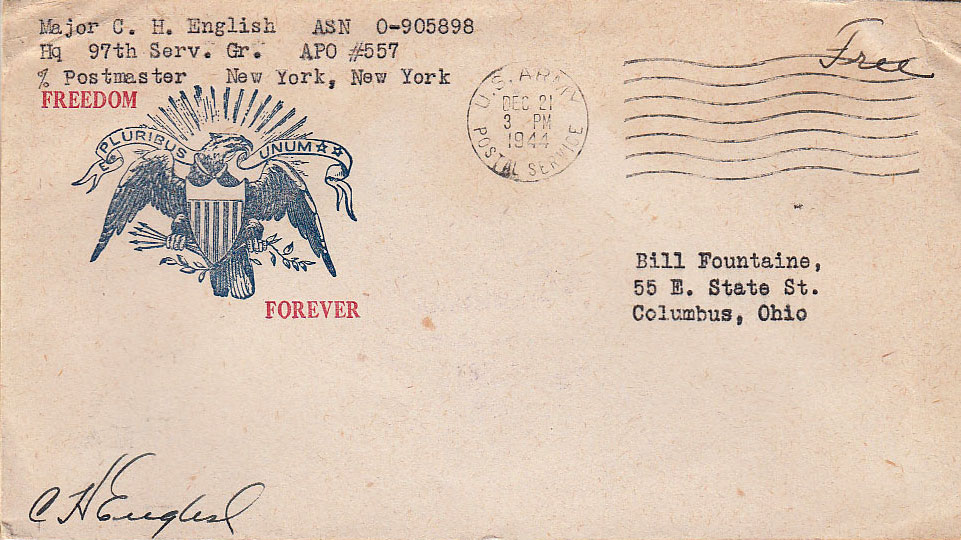 Major C. H. English   ASN  O-905898
Hq  97th Serv. Gr.   APO #557
% Postmaster   New York, New York
Free
U.S. ARMY
DEC 21
3 PM
1944
POSTAL SERVICE
FREEDOM
E PLURIBUS UNUM
FOREVER
Bill Fountaine,
55 E. State St.
Columbus, Ohio
C H English